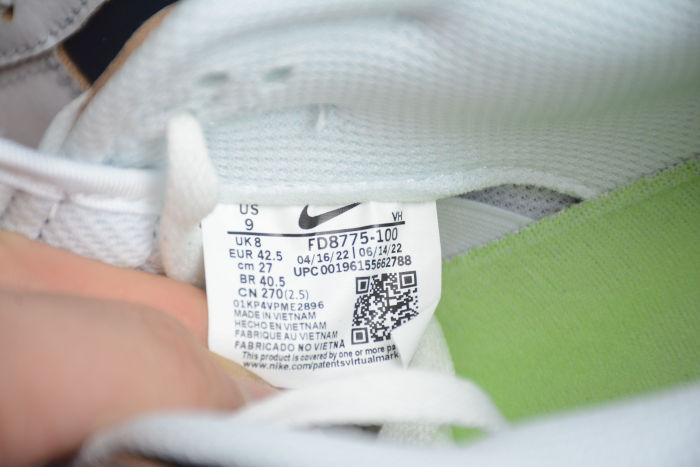 US
9
VH
UK 8
FD8775-100
EUR 42.5
04/16/22 | 06/14/22
cm 27
UPC00196155662788
BR 40.5
CN 270(2.5)
01KP4VPME2896
MADE IN VIETNAM
HECHO EN VIETNAM
FABRIQUE AU VIETNAM
FABRICADO NO VIETNA
This product is covered by one or more pa
www.nike.com/patentsvirtualmark